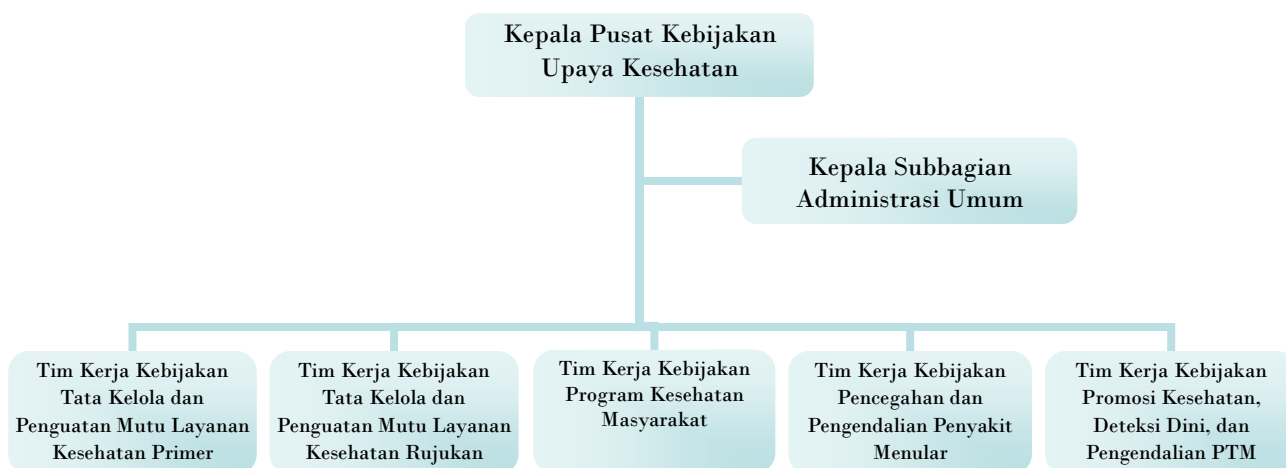 Kepala Pusat Kebijakan
Upaya Kesehatan
Kepala Subbagian
Administrasi Umum
Tim Kerja Kebijakan
Tata Kelola dan
Penguatan Mutu Layanan
Kesehatan Primer
Tim Kerja Kebijakan
Tata Kelola dan
Penguatan Mutu Layanan
Kesehatan Rujukan
Tim Kerja Kebijakan
Program Kesehatan
Masyarakat
Tim Kerja Kebijakan
Pencegahan dan
Pengendalian Penyakit
Menular
Tim Kerja Kebijakan
Promosi Kesehatan,
Deteksi Dini, dan
Pengendalian PTM